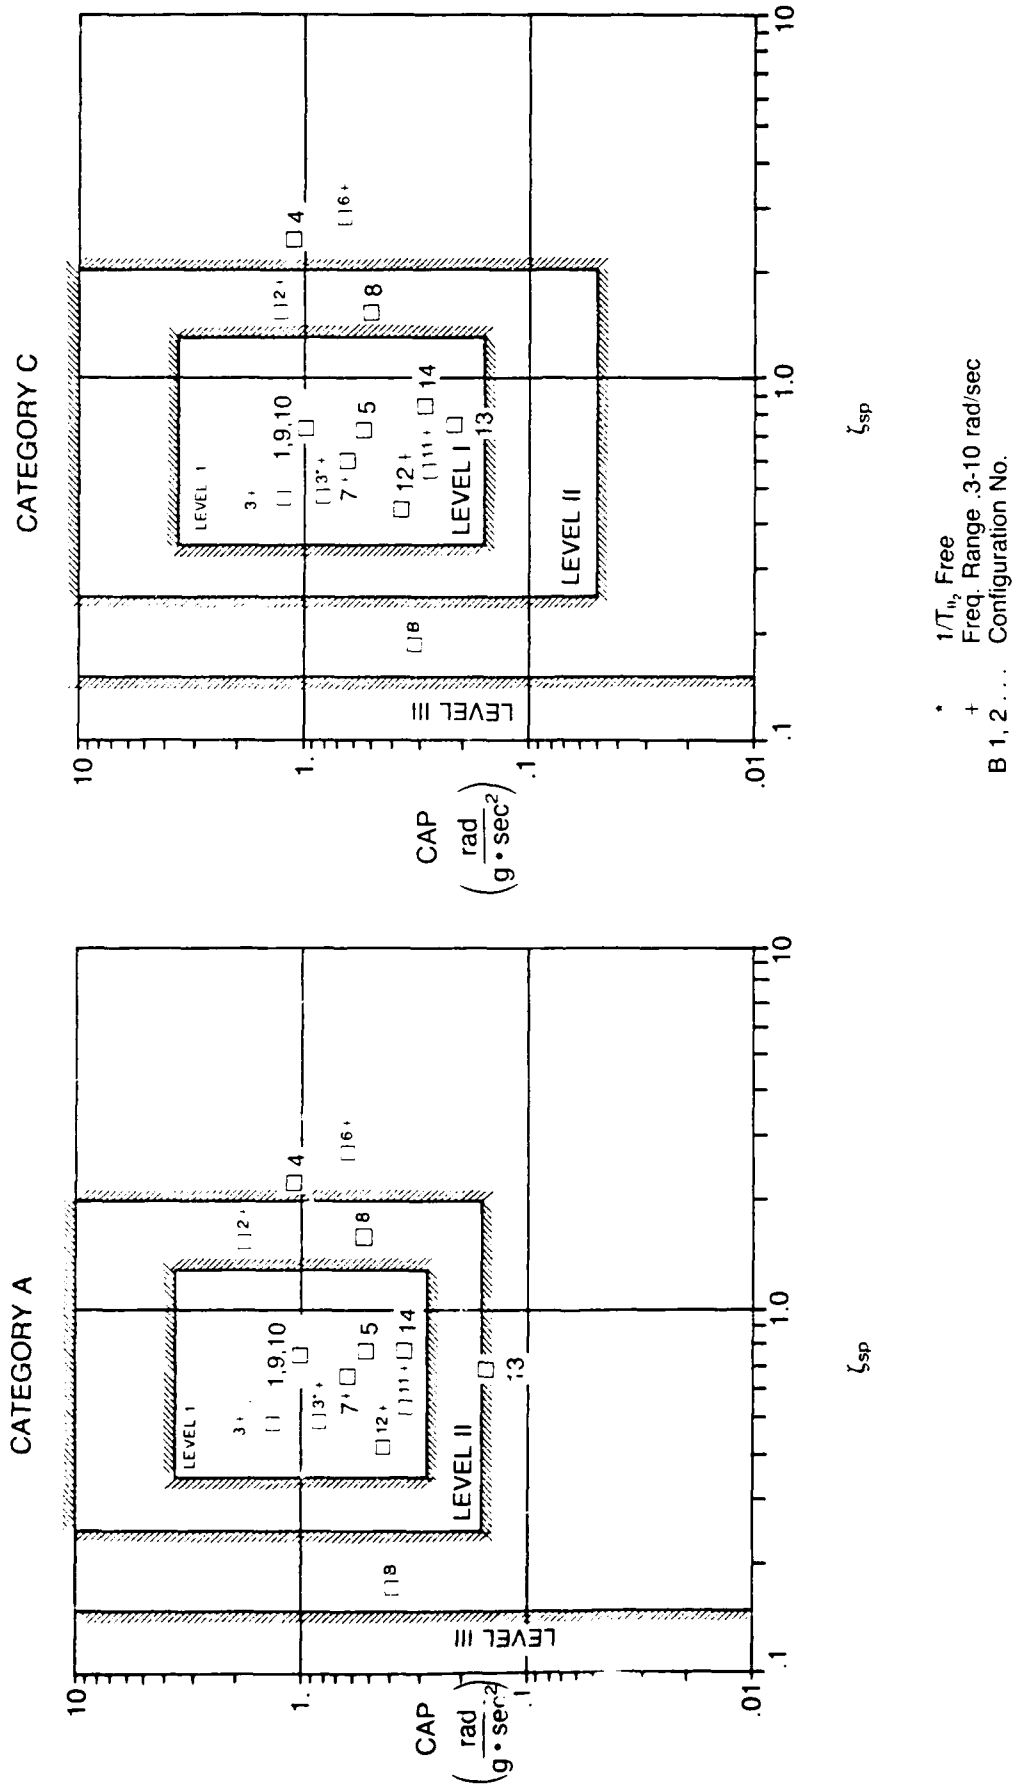 CATEGORY A
CAP
( rad / g • sec² )
10
1.
.1
.01
.1
1.0
10
ζsp
LEVEL 1
LEVEL II
LEVEL III
3+
1,9,10
3*+
7+
5
12+
11+
14
13
2+
8
4
6+
B
CATEGORY C
CAP
( rad / g • sec² )
10
1.
.1
.01
.1
1.0
10
ζsp
LEVEL 1
LEVEL I
LEVEL II
LEVEL III
3+
1,9,10
3*+
7+
5
12+
11+
14
13
2+
8
4
6+
B
* 1/Tθ₂ Free
+ Freq. Range .3-10 rad/sec
B 1, 2 . . . Configuration No.